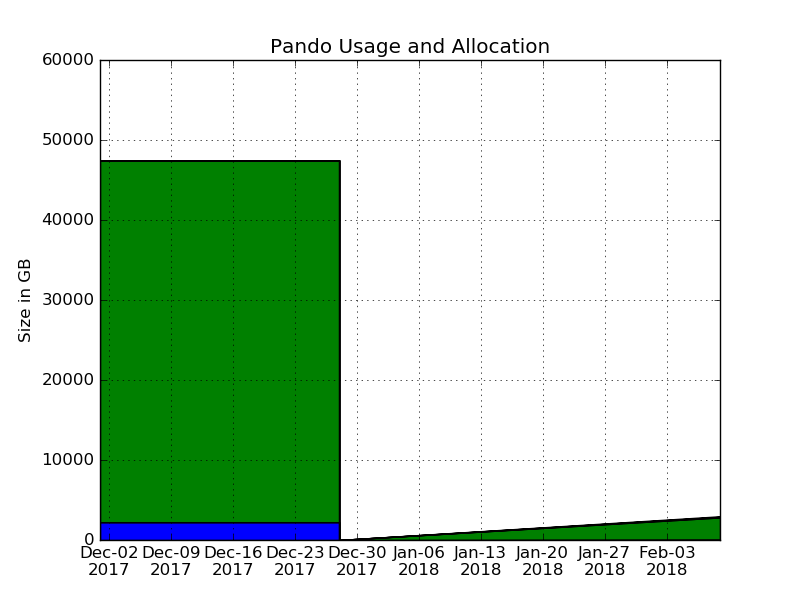 Pando Usage and Allocation
60000
50000
40000
30000
20000
10000
0
Size in GB
Dec-02 Dec-09 Dec-16 Dec-23 Dec-30 Jan-06 Jan-13 Jan-20 Jan-27 Feb-03
2017 2017 2017 2017 2017 2018 2018 2018 2018 2018